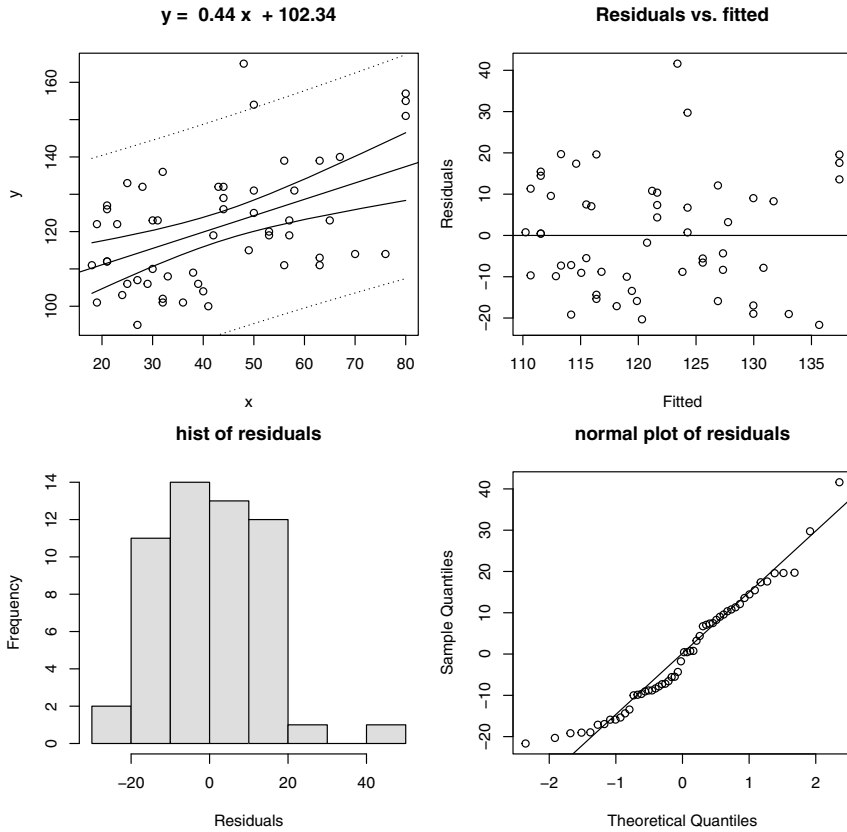 y = 0.44 x + 102.34
y
160
140
120
100
20 30 40 50 60 70 80
x
Residuals vs. fitted
Residuals
40
30
20
10
0
−10
−20
110 115 120 125 130 135
Fitted
hist of residuals
Frequency
14
12
10
8
6
4
2
0
−20 0 20 40
Residuals
normal plot of residuals
Sample Quantiles
40
30
20
10
0
−10
−20
−2 −1 0 1 2
Theoretical Quantiles